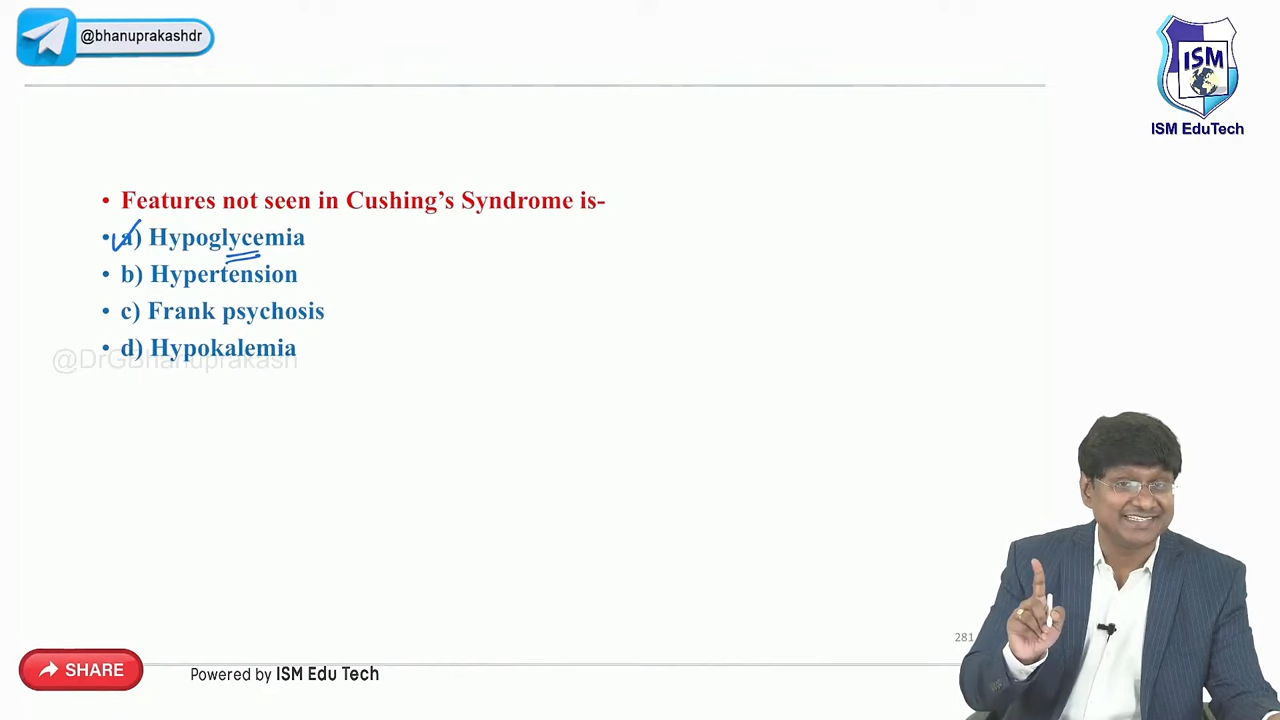 @bhanuprakashdr
ISM
ISM EduTech
• Features not seen in Cushing's Syndrome is-
• a) Hypoglycemia
• b) Hypertension
• c) Frank psychosis
• d) Hypokalemia
@DrGBhanuprakash
281
SHARE
Powered by ISM Edu Tech